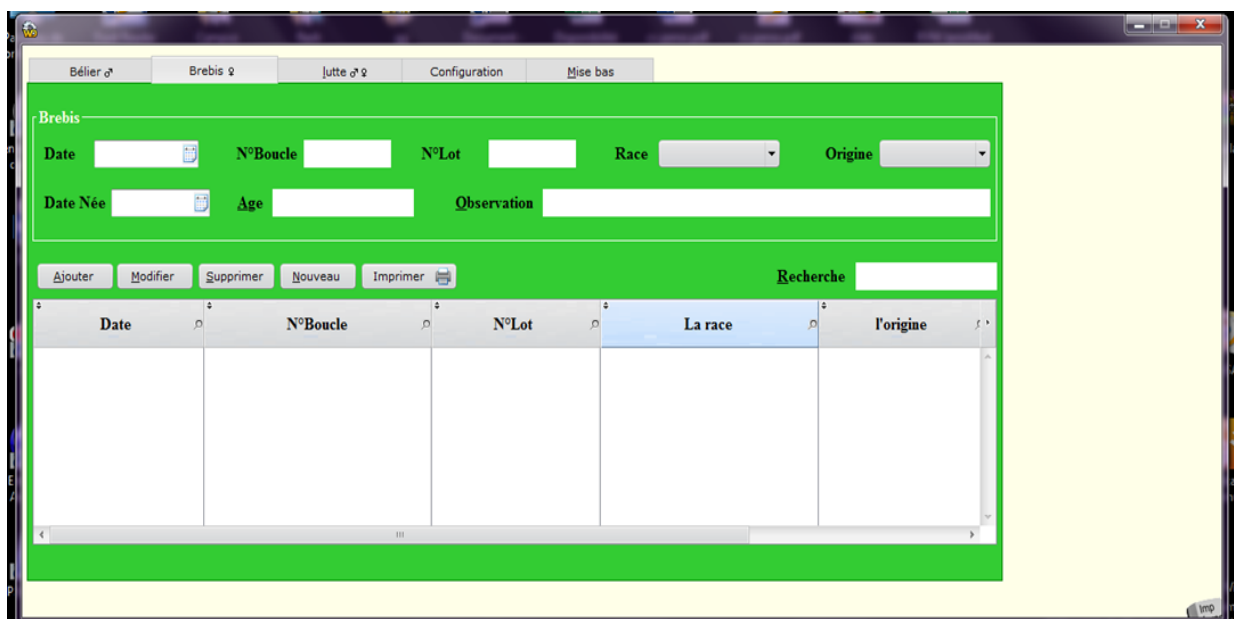 Bélier ♂ Brebis ♀ lutte ♂♀ Configuration Mise bas
Brebis
Date N°Boucle N°Lot Race Origine
Date Née Age Observation
Ajouter Modifier Supprimer Nouveau Imprimer Recherche
Date N°Boucle N°Lot La race l'origine
Imp